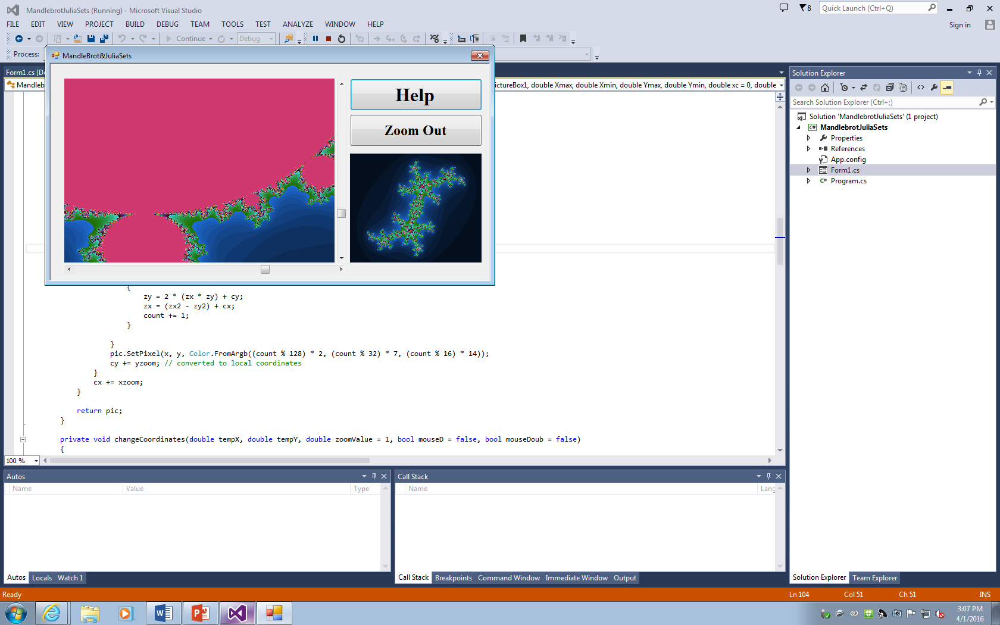 MandlebrotJuliaSets (Running) - Microsoft Visual Studio
8
Quick Launch (Ctrl+Q)
FILE EDIT VIEW PROJECT BUILD DEBUG TEAM TOOLS TEST ANALYZE WINDOW HELP
Sign in
Continue
Debug
Process:
MandleBrot&JuliaSets
Form1.cs [D
Mandleb
ictureBox1, double Xmax, double Xmin, double Ymax, double Ymin, double xc = 0, double
Help
Zoom Out
{
zy = 2 * (zx * zy) + cy;
zx = (zx2 - zy2) + cx;
count += 1;
}
}
pic.SetPixel(x, y, Color.FromArgb((count % 128) * 2, (count % 32) * 7, (count % 16) * 14));
cy += yzoom; // converted to local coordinates
}
cx += xzoom;
}
return pic;
}
private void changeCoordinates(double tempX, double tempY, double zoomValue = 1, bool mouseD = false, bool mouseDoub = false)
{
100 %
Solution Explorer
Search Solution Explorer (Ctrl+;)
Solution 'MandlebrotJuliaSets' (1 project)
C# MandlebrotJuliaSets
Properties
References
App.config
Form1.cs
C# Program.cs
Autos
Name Value Type
Autos Locals Watch 1
Call Stack
Name Lang
Call Stack Breakpoints Command Window Immediate Window Output
Solution Explorer Team Explorer
Ready
Ln 104 Col 51 Ch 51 INS
3:07 PM
4/1/2016